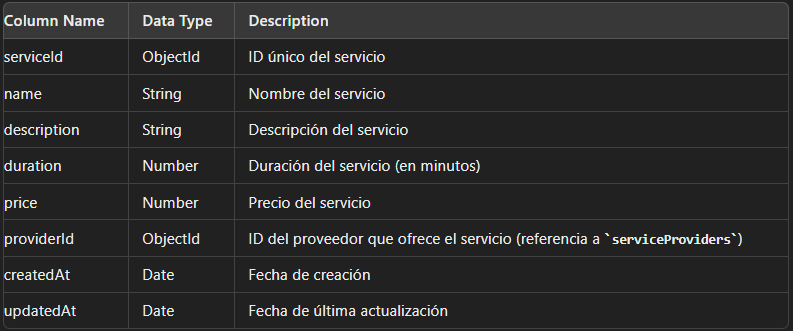 Column Name Data Type Description
serviceId ObjectId ID único del servicio
name String Nombre del servicio
description String Descripción del servicio
duration Number Duración del servicio (en minutos)
price Number Precio del servicio
providerId ObjectId ID del proveedor que ofrece el servicio (referencia a `serviceProviders`)
createdAt Date Fecha de creación
updatedAt Date Fecha de última actualización